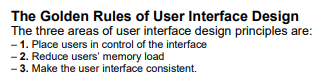 The Golden Rules of User Interface Design
The three areas of user interface design principles are:
– 1. Place users in control of the interface
– 2. Reduce users' memory load
– 3. Make the user interface consistent.